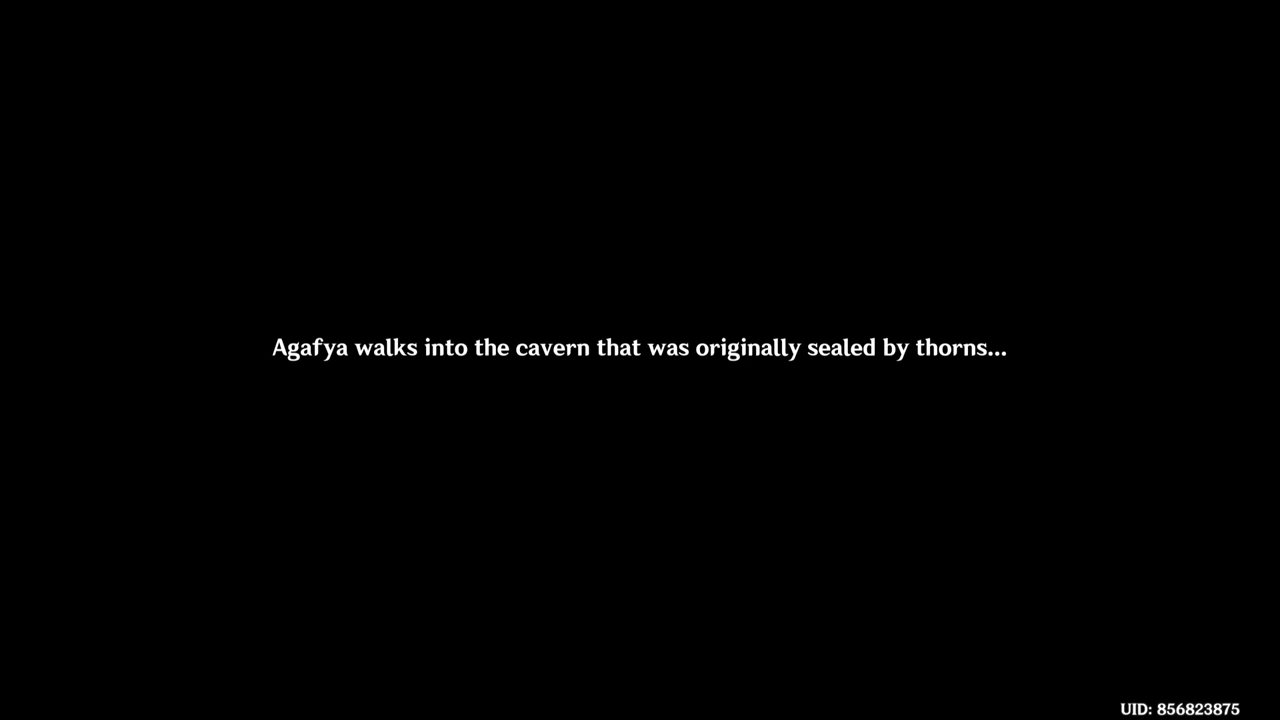 Agafya walks into the cavern that was originally sealed by thorns...
UID: 856823875